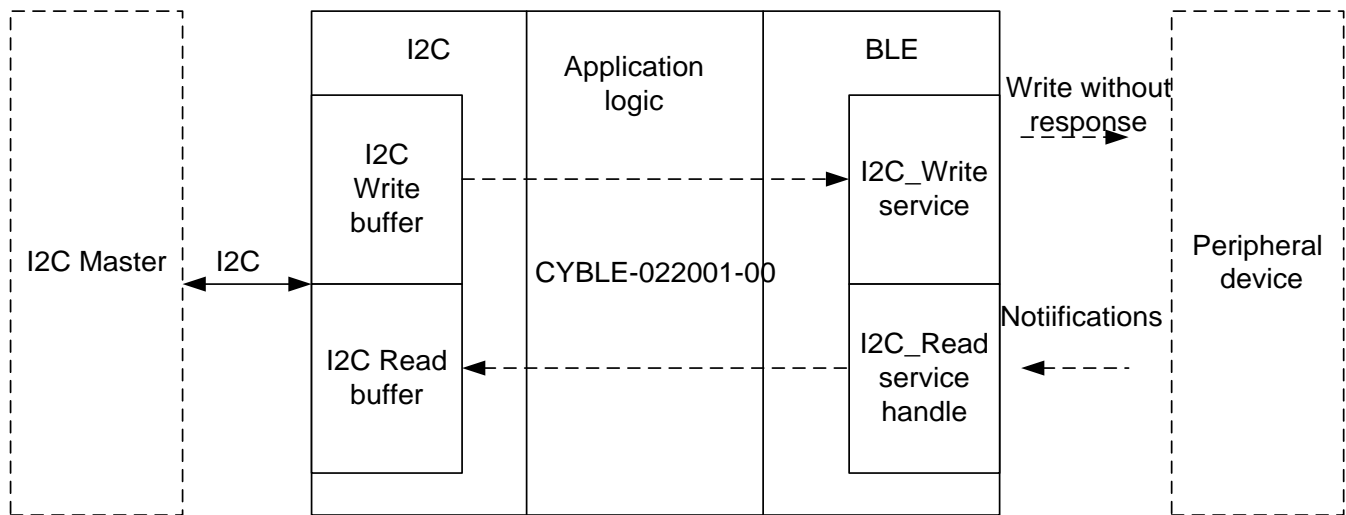 I2C
Application
logic
BLE
Write without
response
I2C
Write
buffer
I2C_Write
service
I2C Master
I2C
CYBLE-022001-00
Peripheral
device
Notiifications
I2C Read
buffer
I2C_Read
service
handle